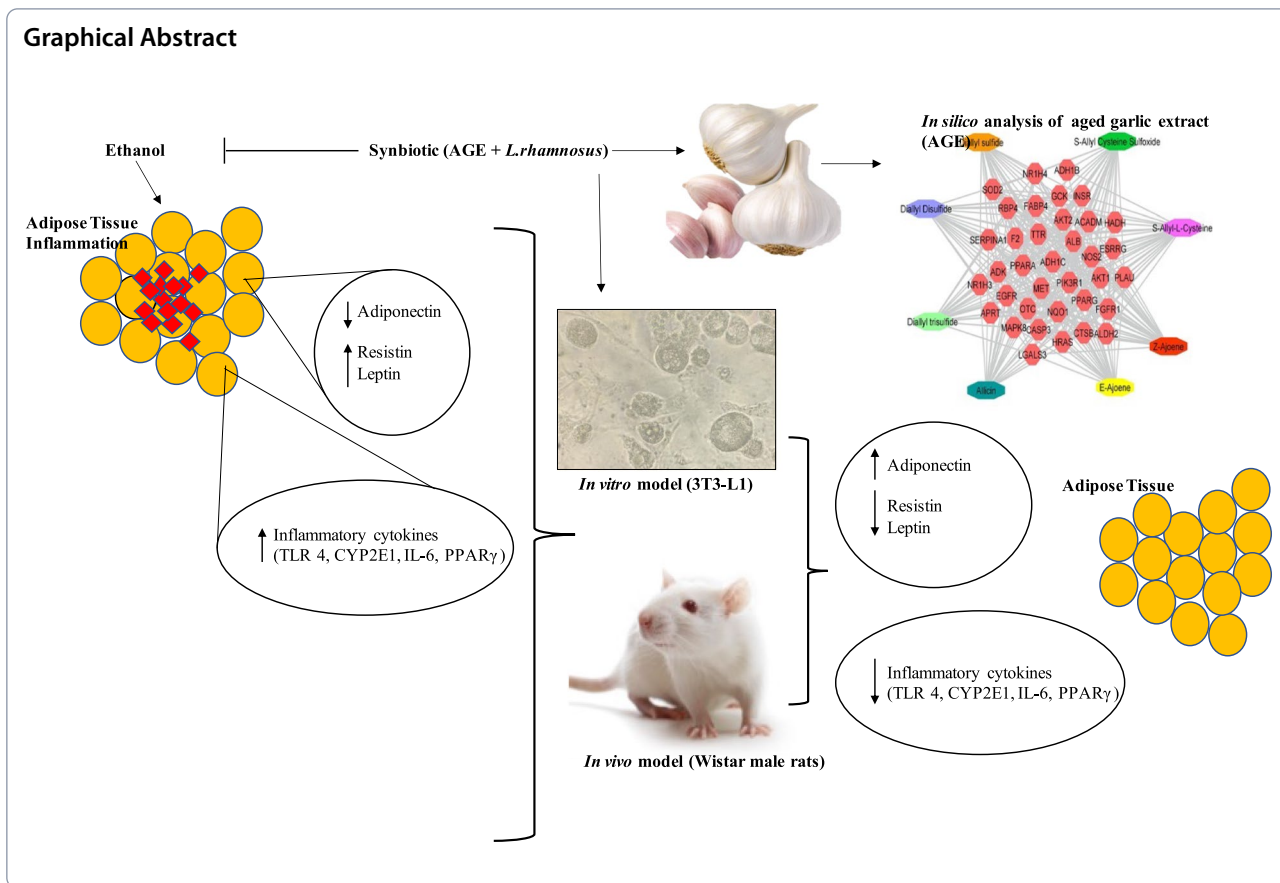 Graphical Abstract
Ethanol
Synbiotic (AGE + L.rhamnosus)
In silico analysis of aged garlic extract
(AGE)
Adipose Tissue
Inflammation
Adiponectin
Resistin
Leptin
Inflammatory cytokines
(TLR 4, CYP2E1, IL-6, PPARγ)
In vitro model (3T3-L1)
In vivo model (Wistar male rats)
sulfide
S-Allyl Cysteine Sulfoxide
Diallyl Disulfide
S-Allyl-L-Cysteine
Diallyl trisulfide
Z-Ajoene
Allicin
E-Ajoene
NR1H4
ADH1B
SOD2
GCK
INSR
RBP4
FABP4
AKT2
ACADM
HADH
SERPINA1
F2
TTR
ALB
ESRRG
NOS2
ADK
PPARA
ADH1C
NR1H3
MET
PIK3R1
AKT1
PLAU
EGFR
PPARG
APRT
OTC
NQO1
FGFR1
MAPK8
CASP3
CTSB
ALDH2
HRAS
LGALS3
Adiponectin
Resistin
Leptin
Adipose Tissue
Inflammatory cytokines
(TLR 4, CYP2E1, IL-6, PPARγ)